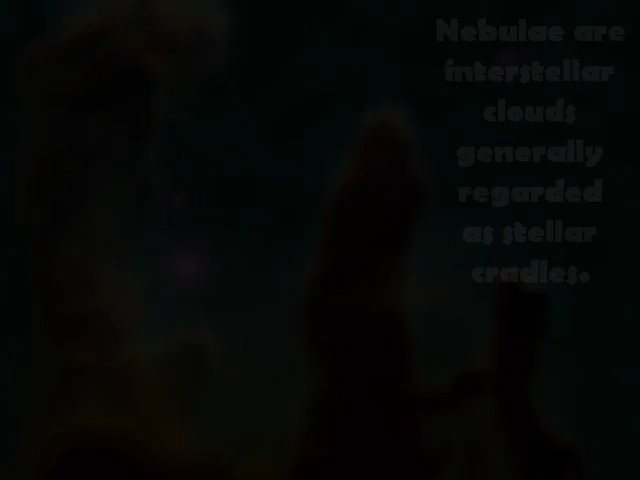 Nebulae are
interstellar
clouds
generally
regarded
as stellar
cradles.